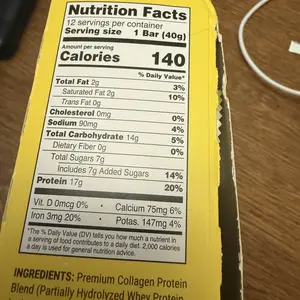 Nutrition Facts
12 servings per container
Serving size 1 Bar (40g)
Amount per serving
Calories 140
% Daily Value*
Total Fat 2g 3%
Saturated Fat 2g 10%
Trans Fat 0g
Cholesterol 0mg 0%
Sodium 90mg 4%
Total Carbohydrate 14g 5%
Dietary Fiber 0g 0%
Total Sugars 7g
Includes 7g Added Sugars 14%
Protein 17g 20%
Vit. D 0mcg 0% • Calcium 75mg 6%
Iron 3mg 20% • Potas. 147mg 4%
*The % Daily Value (DV) tells you how much a nutrient in
a serving of food contributes to a daily diet. 2,000 calories
a day is used for general nutrition advice.
INGREDIENTS: Premium Collagen Protein
Blend (Partially Hydrolyzed Whey Protein